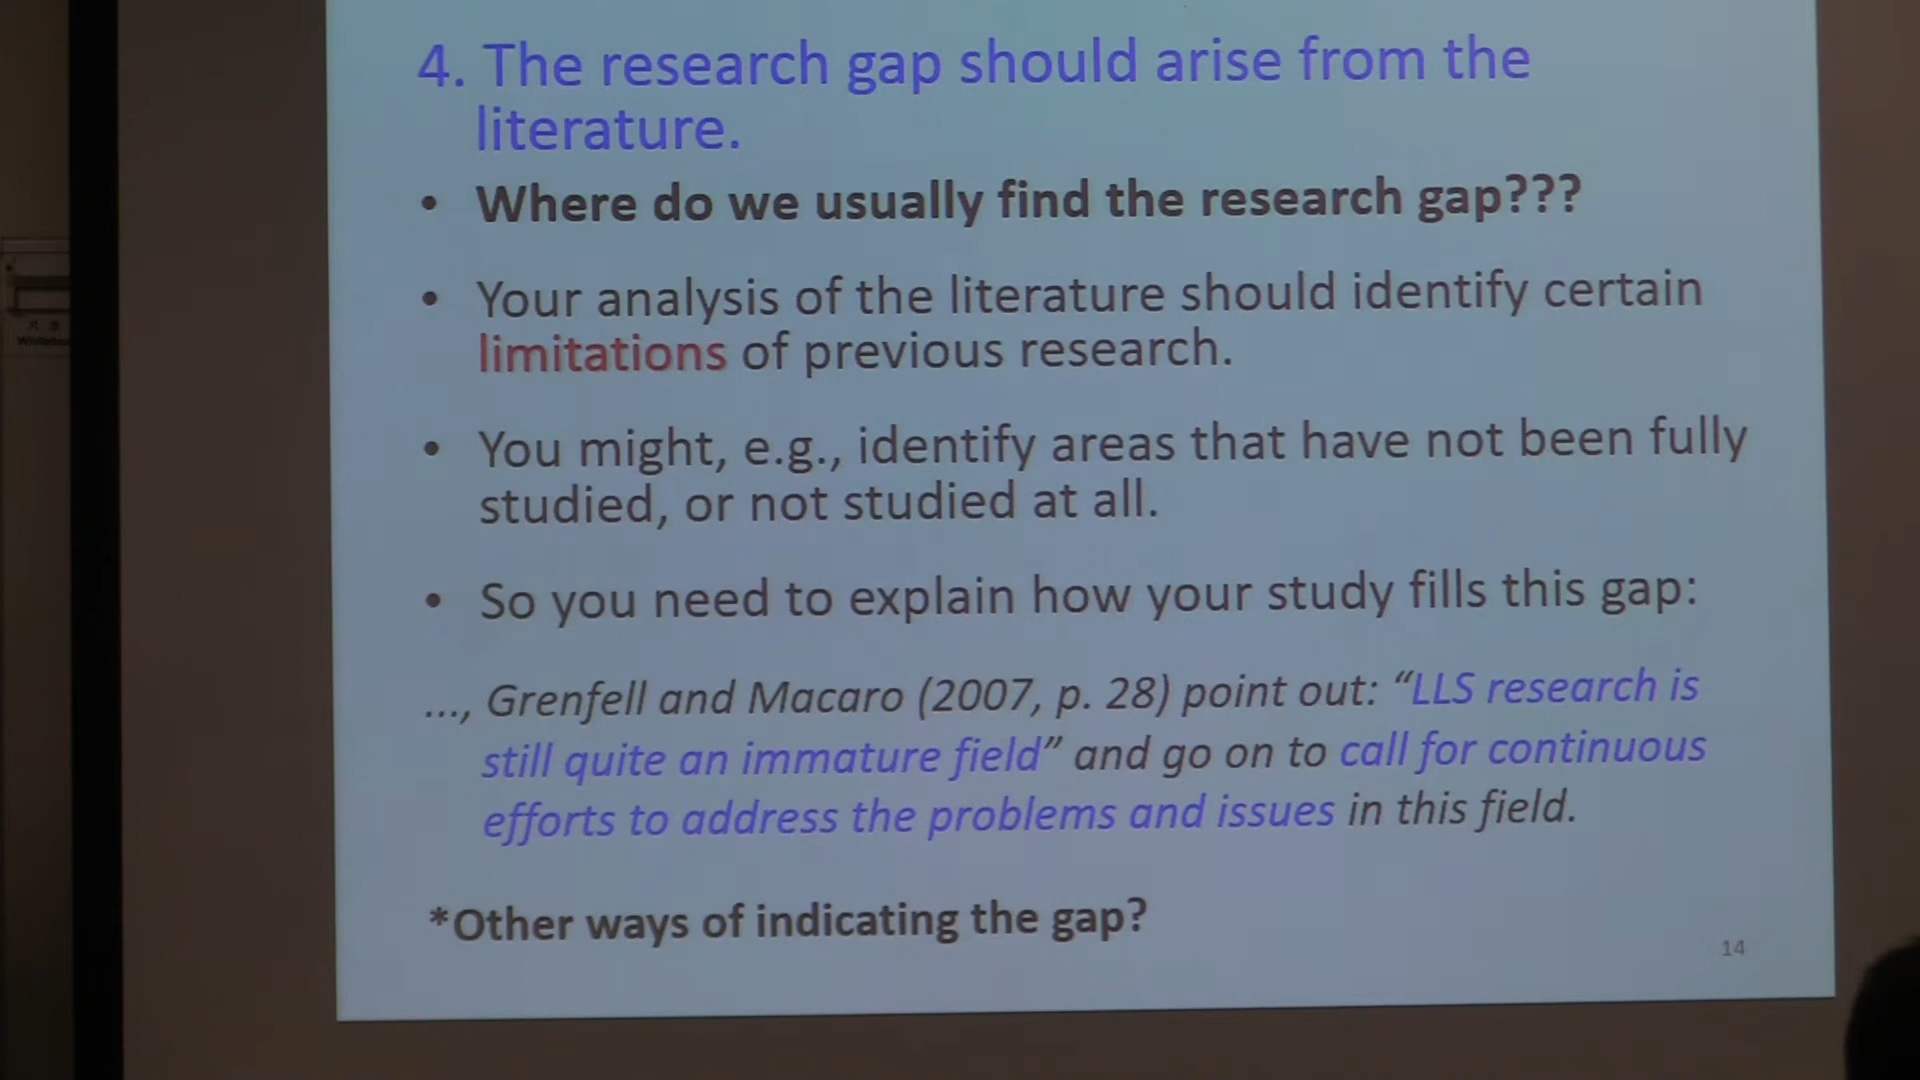 4. The research gap should arise from the
literature.
• Where do we usually find the research gap???
• Your analysis of the literature should identify certain
limitations of previous research.
• You might, e.g., identify areas that have not been fully
studied, or not studied at all.
• So you need to explain how your study fills this gap:
..., Grenfell and Macaro (2007, p. 28) point out: “LLS research is
still quite an immature field” and go on to call for continuous
efforts to address the problems and issues in this field.
*Other ways of indicating the gap?
14